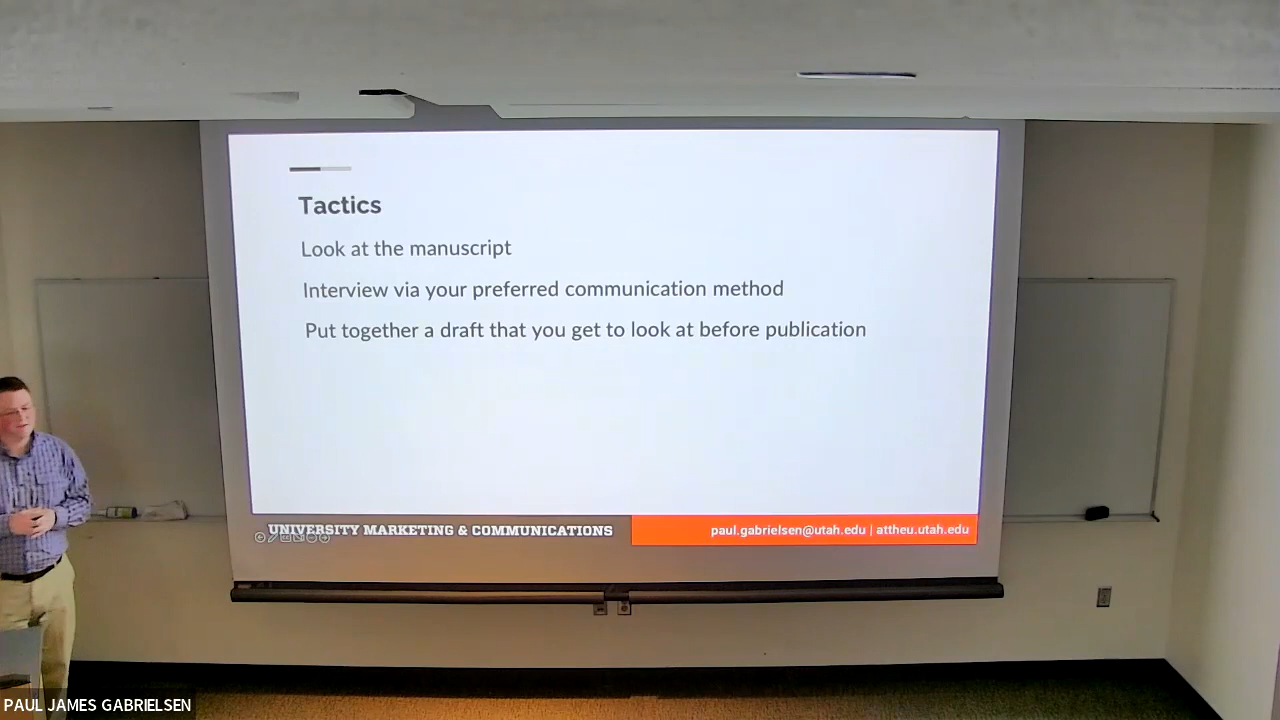 Tactics
Look at the manuscript
Interview via your preferred communication method
Put together a draft that you get to look at before publication
UNIVERSITY MARKETING & COMMUNICATIONS
paul.gabrielsen@utah.edu | attheu.utah.edu
PAUL JAMES GABRIELSEN